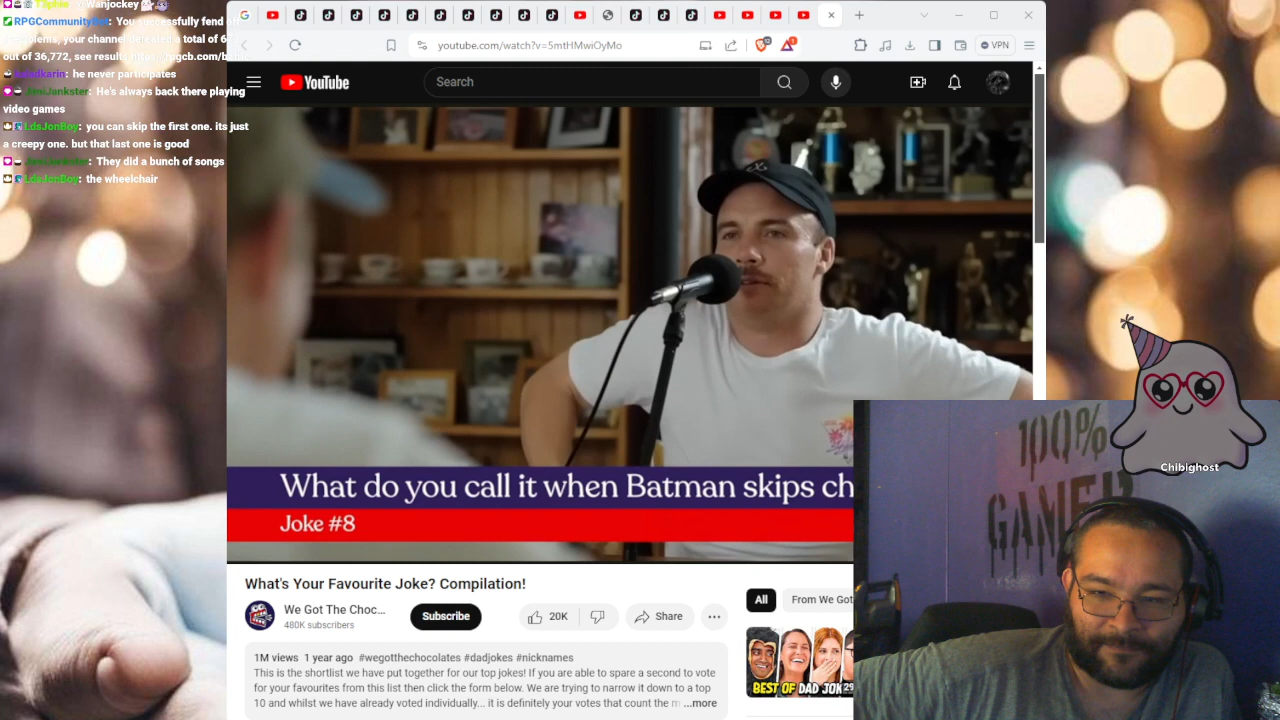 Wanjockey
RPGCommunityBot: You successfully fend off
your channel defeated a total of
out of 36,772, see results
he never participates
JimiJankster: He's always back there playing
video games
LdsJonBoy: you can skip the first one. its just
a creepy one. but that last one is good
JimiJankster: They did a bunch of songs
LdsJonBoy: the wheelchair
youtube.com/watch?v=5mtHMwiOyMo
VPN
YouTube
Search
What do you call it when Batman skips ch
Joke #8
What's Your Favourite Joke? Compilation!
We Got The Choc...
480K subscribers
Subscribe
20K
Share
1M views 1 year ago #wegotthechocolates #dadjokes #nicknames
This is the shortlist we have put together for our top jokes! If you are able to spare a second to vote
for your favourites from this list then click the form below. We are trying to narrow it down to a top
10 and whilst we have already voted individually... it is definitely your votes that count the m ...more
All
From We Got
BEST OF DAD JOK
29
100%
GAMER
Chibighost